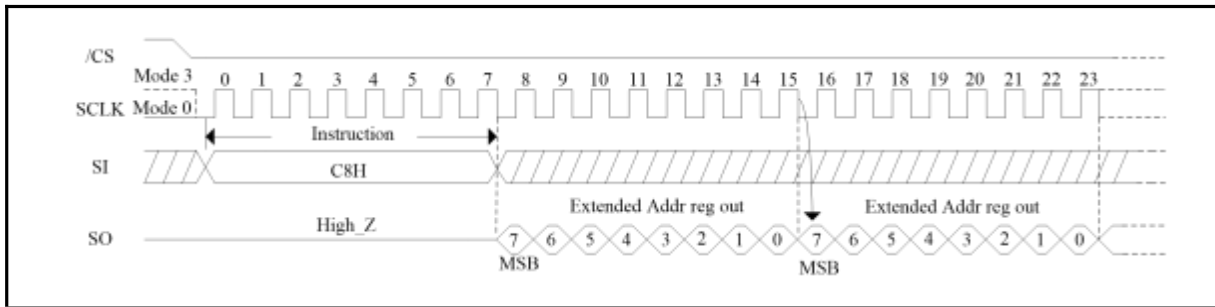 /CS
Mode 3 0 1 2 3 4 5 6 7 8 9 10 11 12 13 14 15 16 17 18 19 20 21 22 23
SCLK Mode 0
Instruction
SI C8H
Extended Addr reg out Extended Addr reg out
High_Z
SO 7 6 5 4 3 2 1 0 7 6 5 4 3 2 1 0
MSB MSB